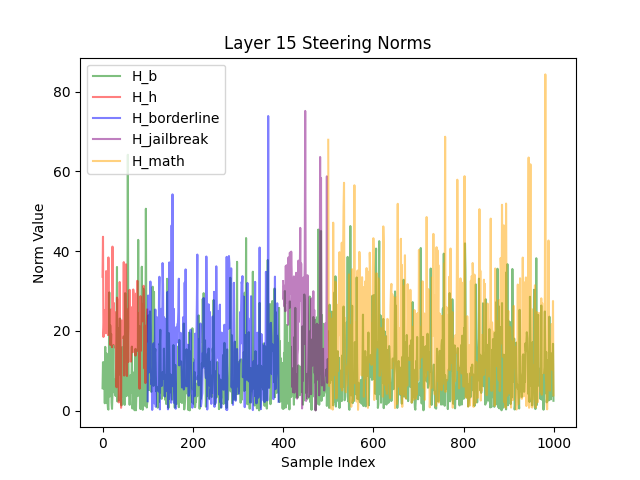 Layer 15 Steering Norms
H_b
H_h
H_borderline
H_jailbreak
H_math
Norm Value
80
60
40
20
0
0 200 400 600 800 1000
Sample Index